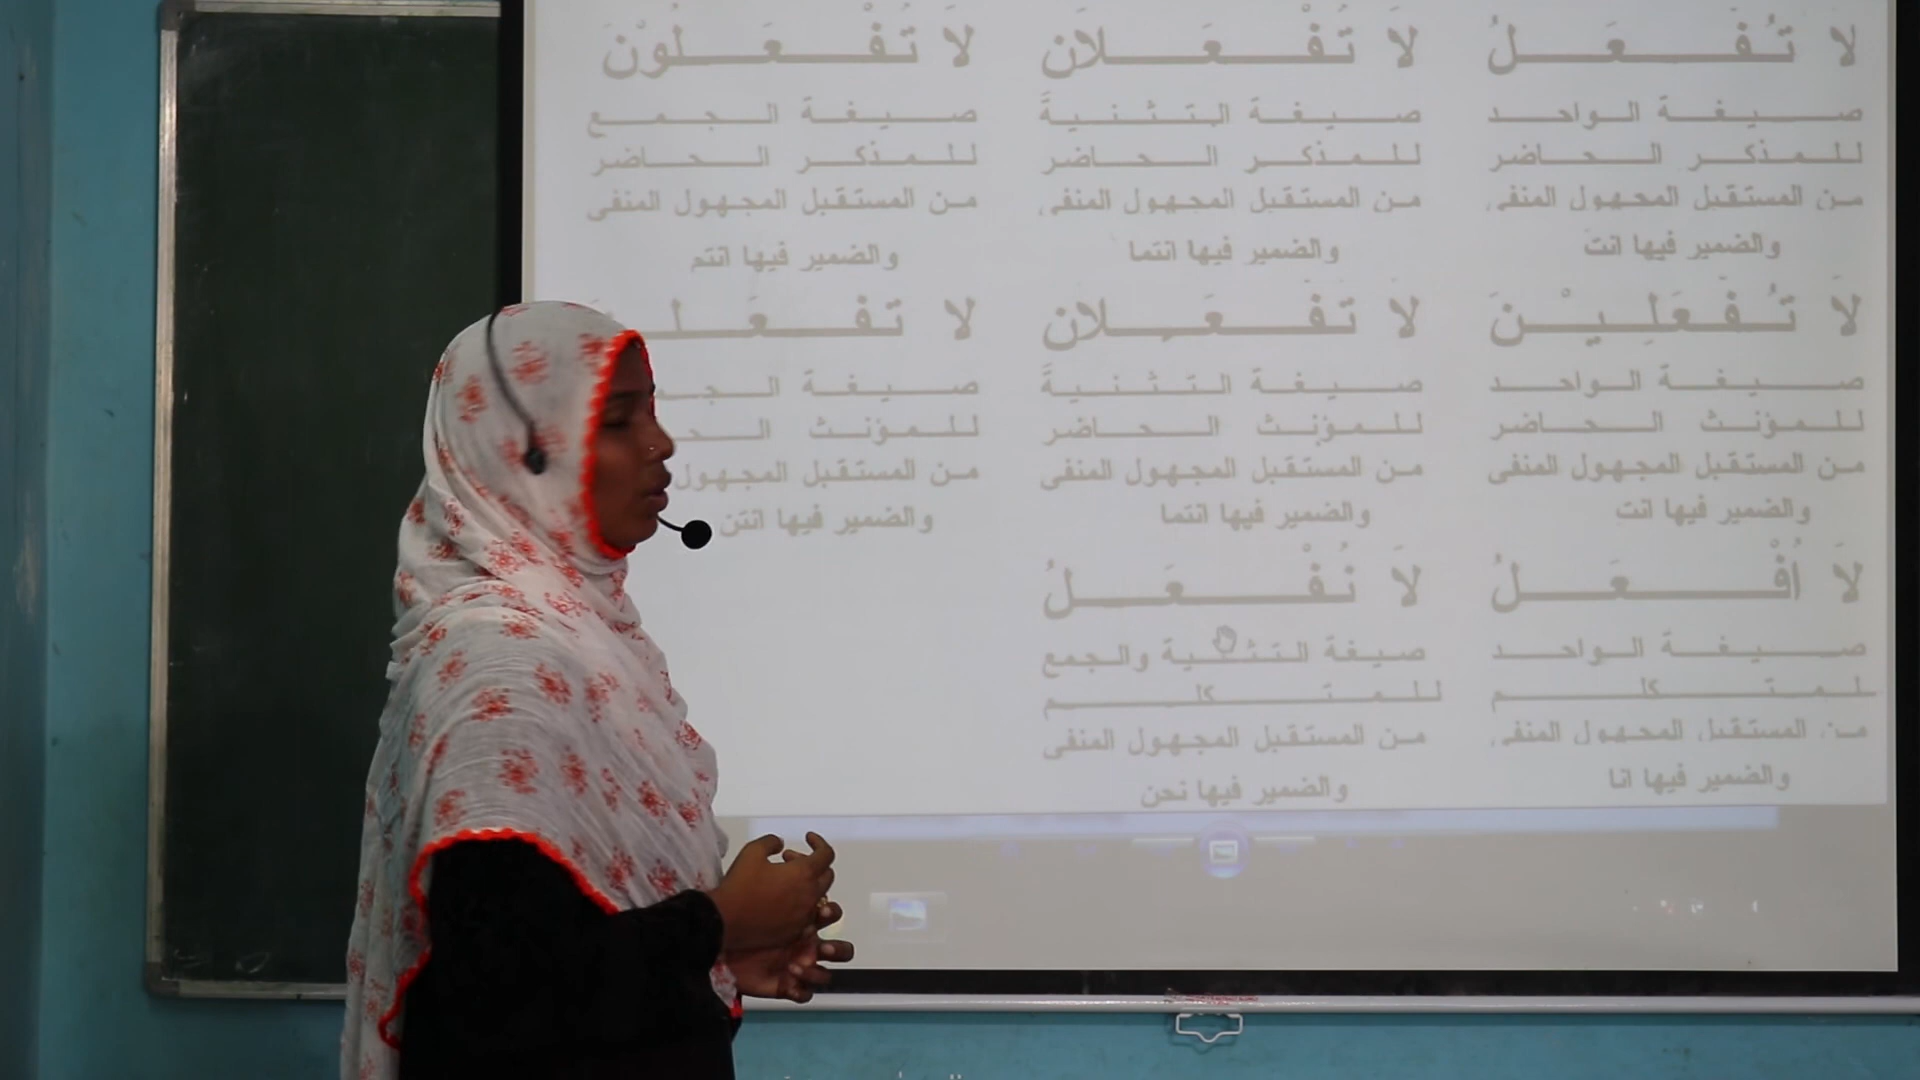 لَا تُفْعَلُ لَا تُفْعَلَانِ لَا تُفْعَلُوْنَ
صيغة الواحد صيغة التثنية صيغة الجمع
للمذكر الحاضر للمذكر الحاضر للمذكر الحاضر
من المستقبل المجهول المنفى من المستقبل المجهول المنفى من المستقبل المجهول المنفى
والضمير فيها انت والضمير فيها انتما والضمير فيها انتم
لَا تُفْعَلِيْنَ لَا تُفْعَلَانِ لَا تُفْعَلـ
صيغة الواحد صيغة التثنية صيغة الجمـ
للمؤنث الحاضر للمؤنث الحاضر للمؤنث الحـ
من المستقبل المجهول المنفى من المستقبل المجهول المنفى من المستقبل المجهول
والضمير فيها انت والضمير فيها انتما والضمير فيها انتن
لَا اُفْعَلُ لَا نُفْعَلُ
صيغة الواحد صيغة التثنية والجمع
للمتكلم للمتكلم
من المستقبل المجهول المنفى من المستقبل المجهول المنفى
والضمير فيها انا والضمير فيها نحن